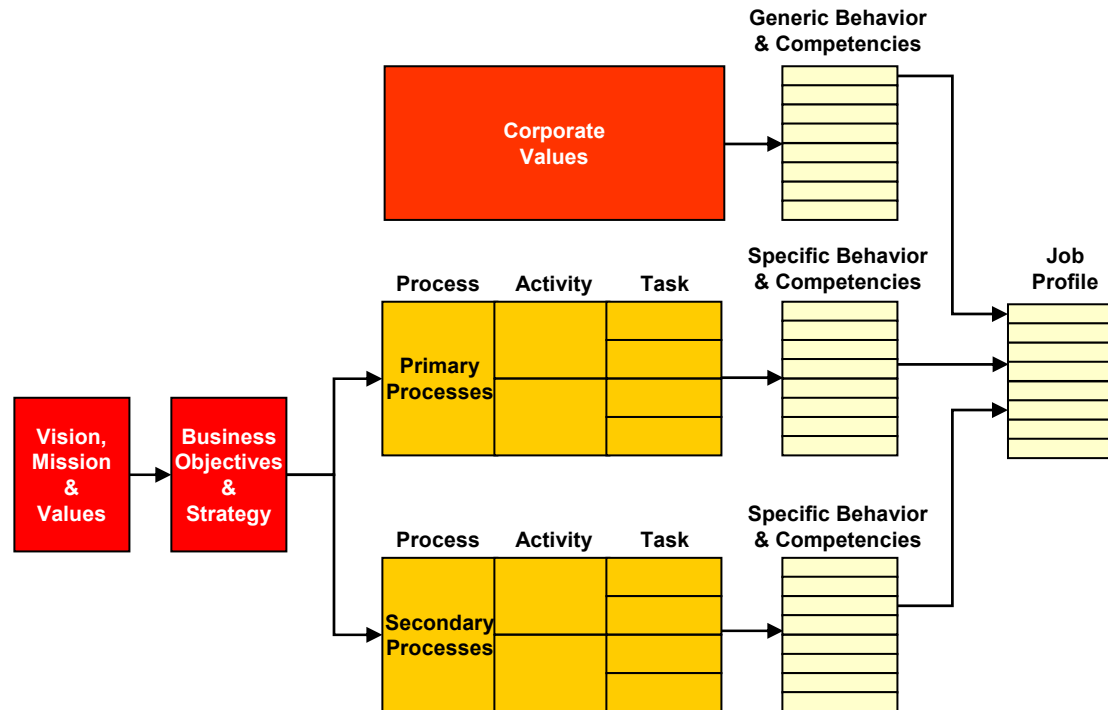 Generic Behavior
& Competencies
Corporate
Values
Specific Behavior
& Competencies
Job
Profile
Process
Activity
Task
Primary
Processes
Vision,
Mission
&
Values
Business
Objectives
&
Strategy
Specific Behavior
& Competencies
Process
Activity
Task
Secondary
Processes